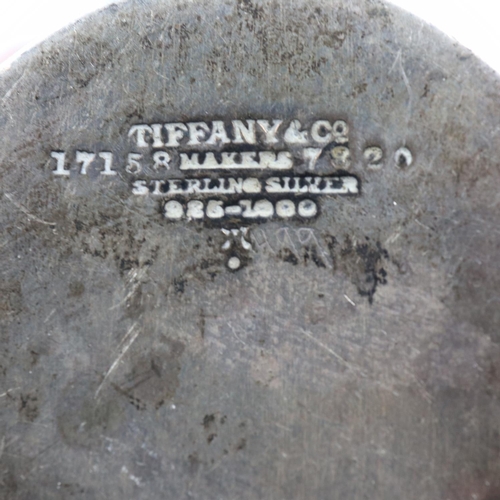 TIFFANY & Co
17158 MAKERS 7820
STERLING SILVER
925-1000